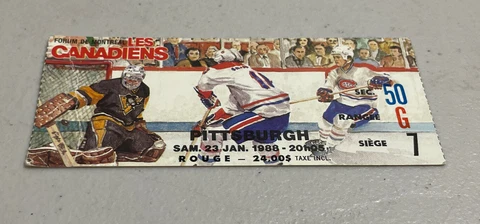 FORUM DE MONTRÉAL
LES
CANADIENS
SEC. 50
RANGÉE G
SIÈGE 7
PITTSBURGH
SAM. 23 JAN. 1988 - 20h05
ROUGE - 24,00$ TAXE INCL.